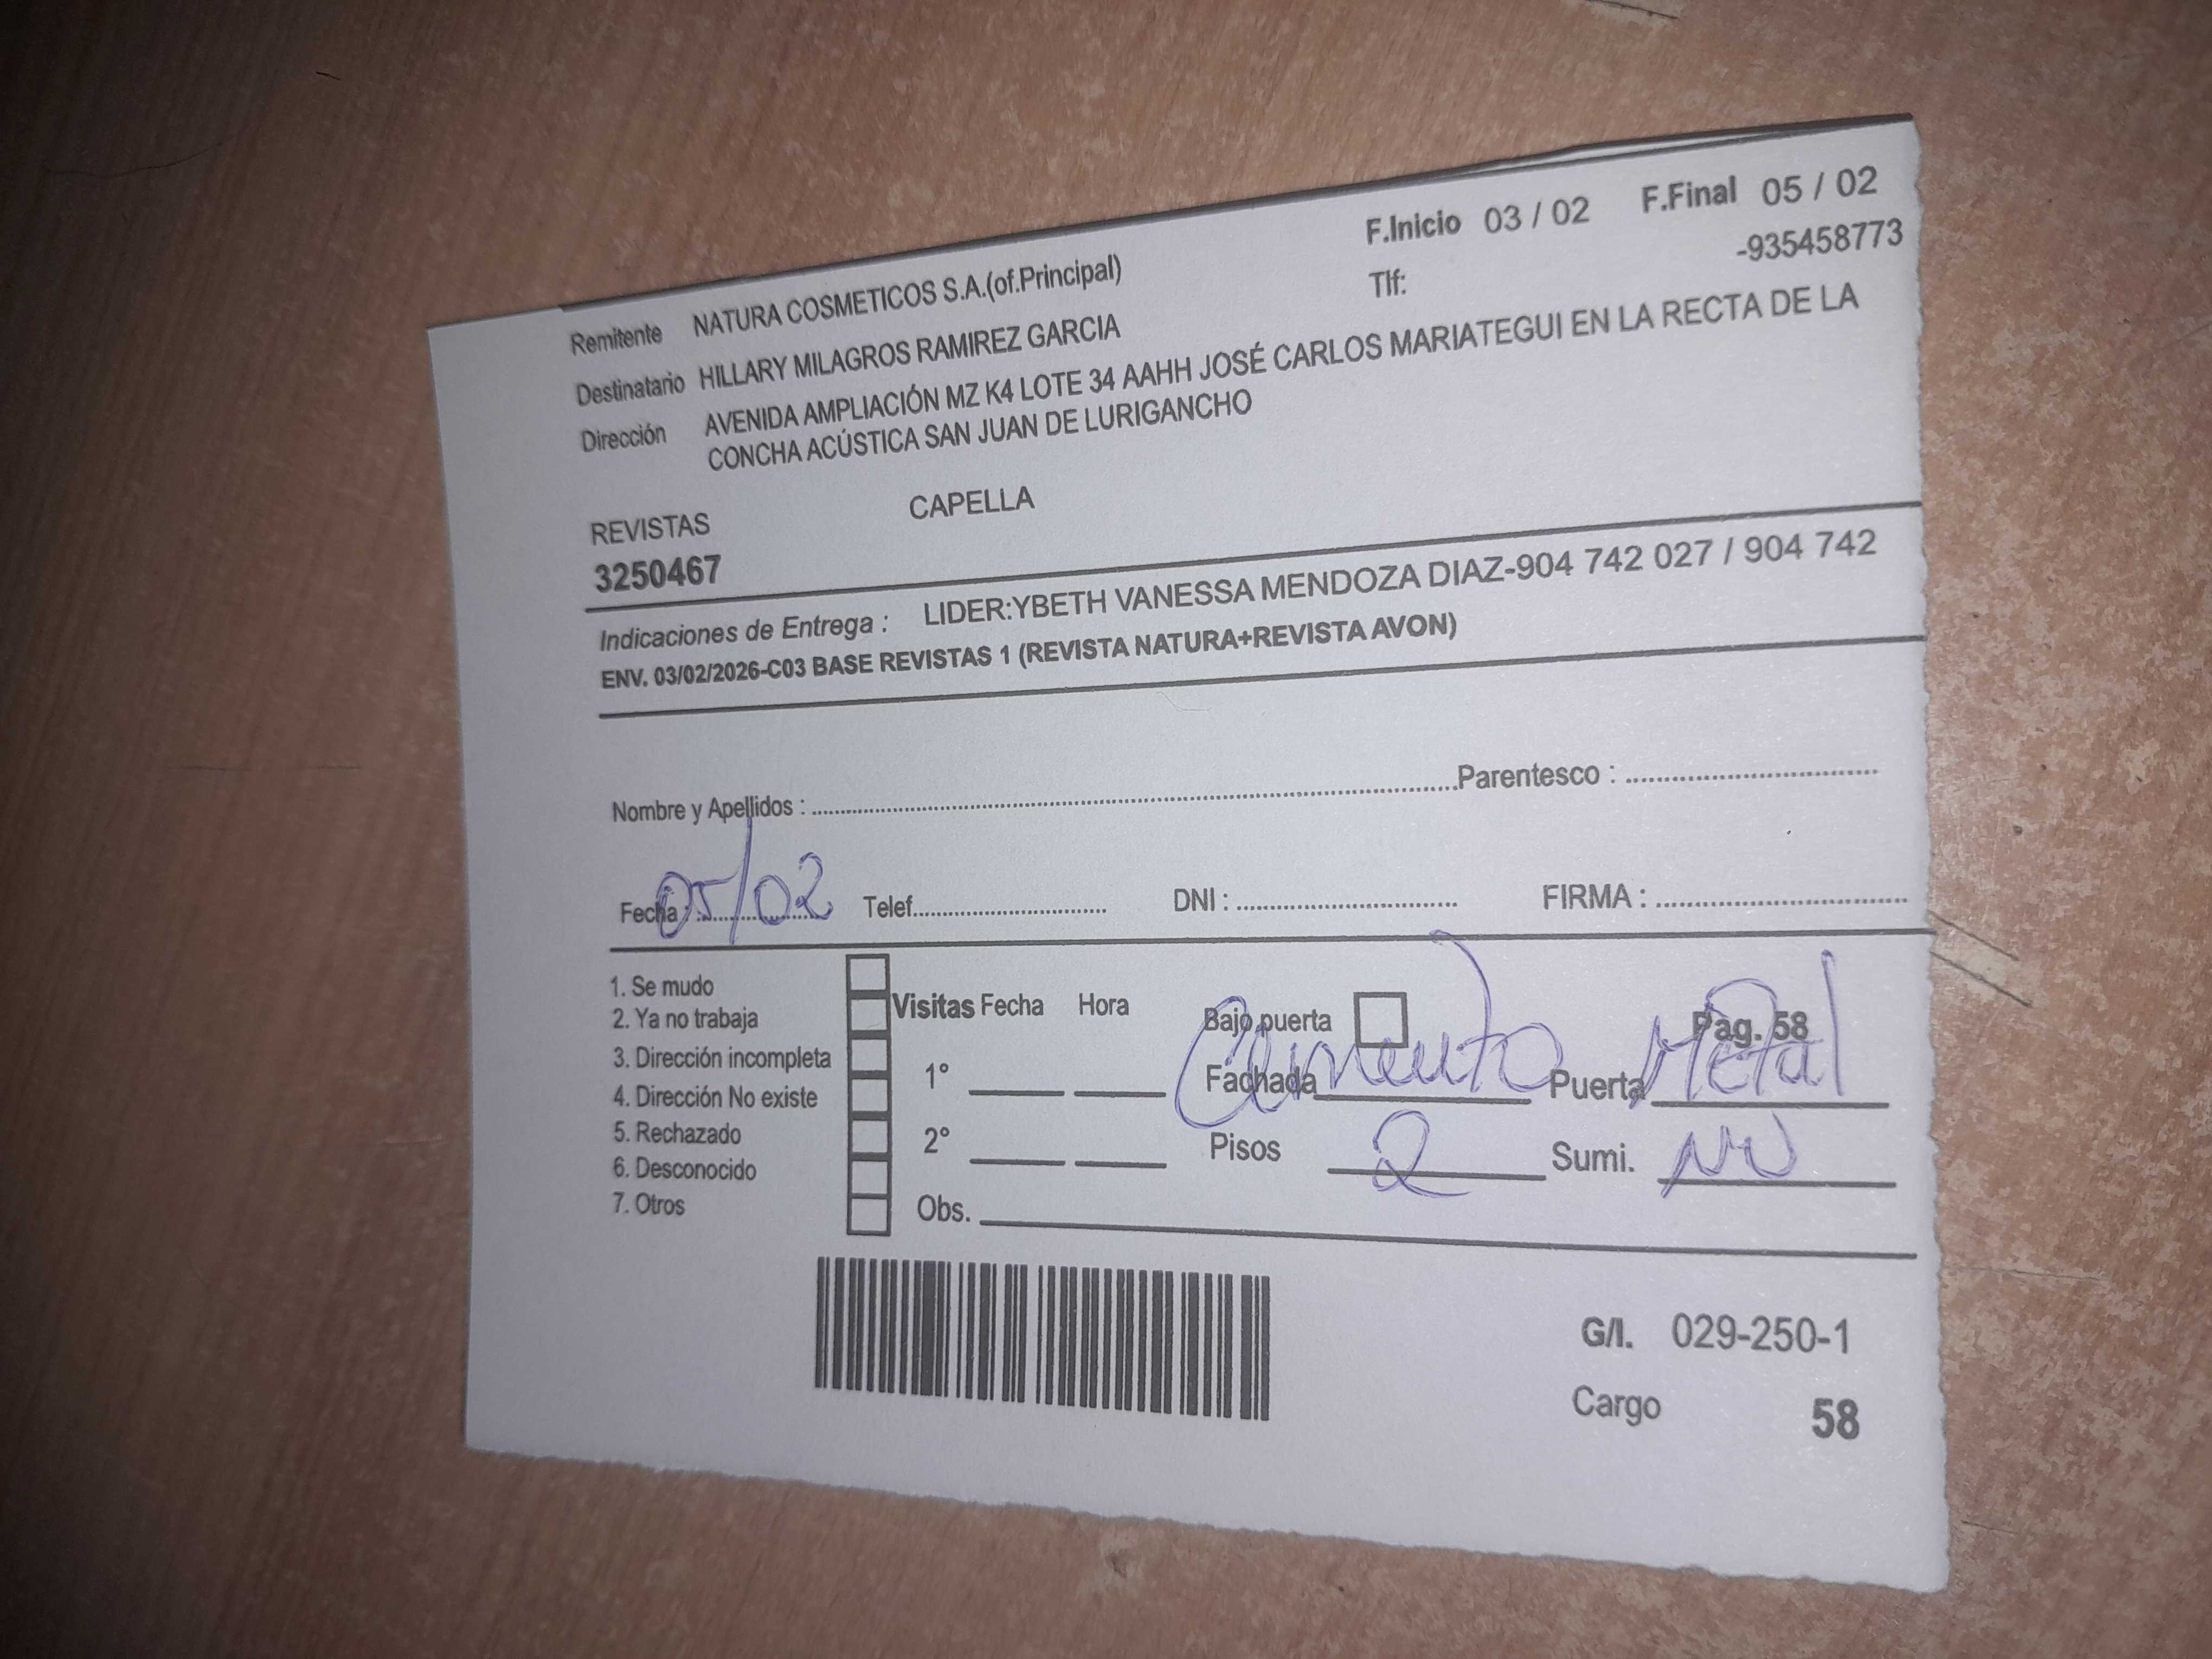 F.Inicio 03 / 02 F.Final 05 / 02
Remitente NATURA COSMETICOS S.A.(of.Principal) Tlf: -935458773
Destinatario HILLARY MILAGROS RAMIREZ GARCIA
Dirección AVENIDA AMPLIACIÓN MZ K4 LOTE 34 AAHH JOSÉ CARLOS MARIATEGUI EN LA RECTA DE LA
CONCHA ACÚSTICA SAN JUAN DE LURIGANCHO
REVISTAS CAPELLA
3250467
Indicaciones de Entrega : LIDER:YBETH VANESSA MENDOZA DIAZ-904 742 027 / 904 742
ENV. 03/02/2026-C03 BASE REVISTAS 1 (REVISTA NATURA+REVISTA AVON)
Nombre y Apellidos : Parentesco :
Fecha : 05/02 Telef. DNI : FIRMA :
1. Se mudo
2. Ya no trabaja Visitas Fecha Hora Bajo puerta Pag. 58
3. Dirección incompleta 1° Fachada Cemento Puerta Metal
4. Dirección No existe
5. Rechazado 2° Pisos 2 Sumi. NO
6. Desconocido
7. Otros Obs.
G/I. 029-250-1
Cargo 58